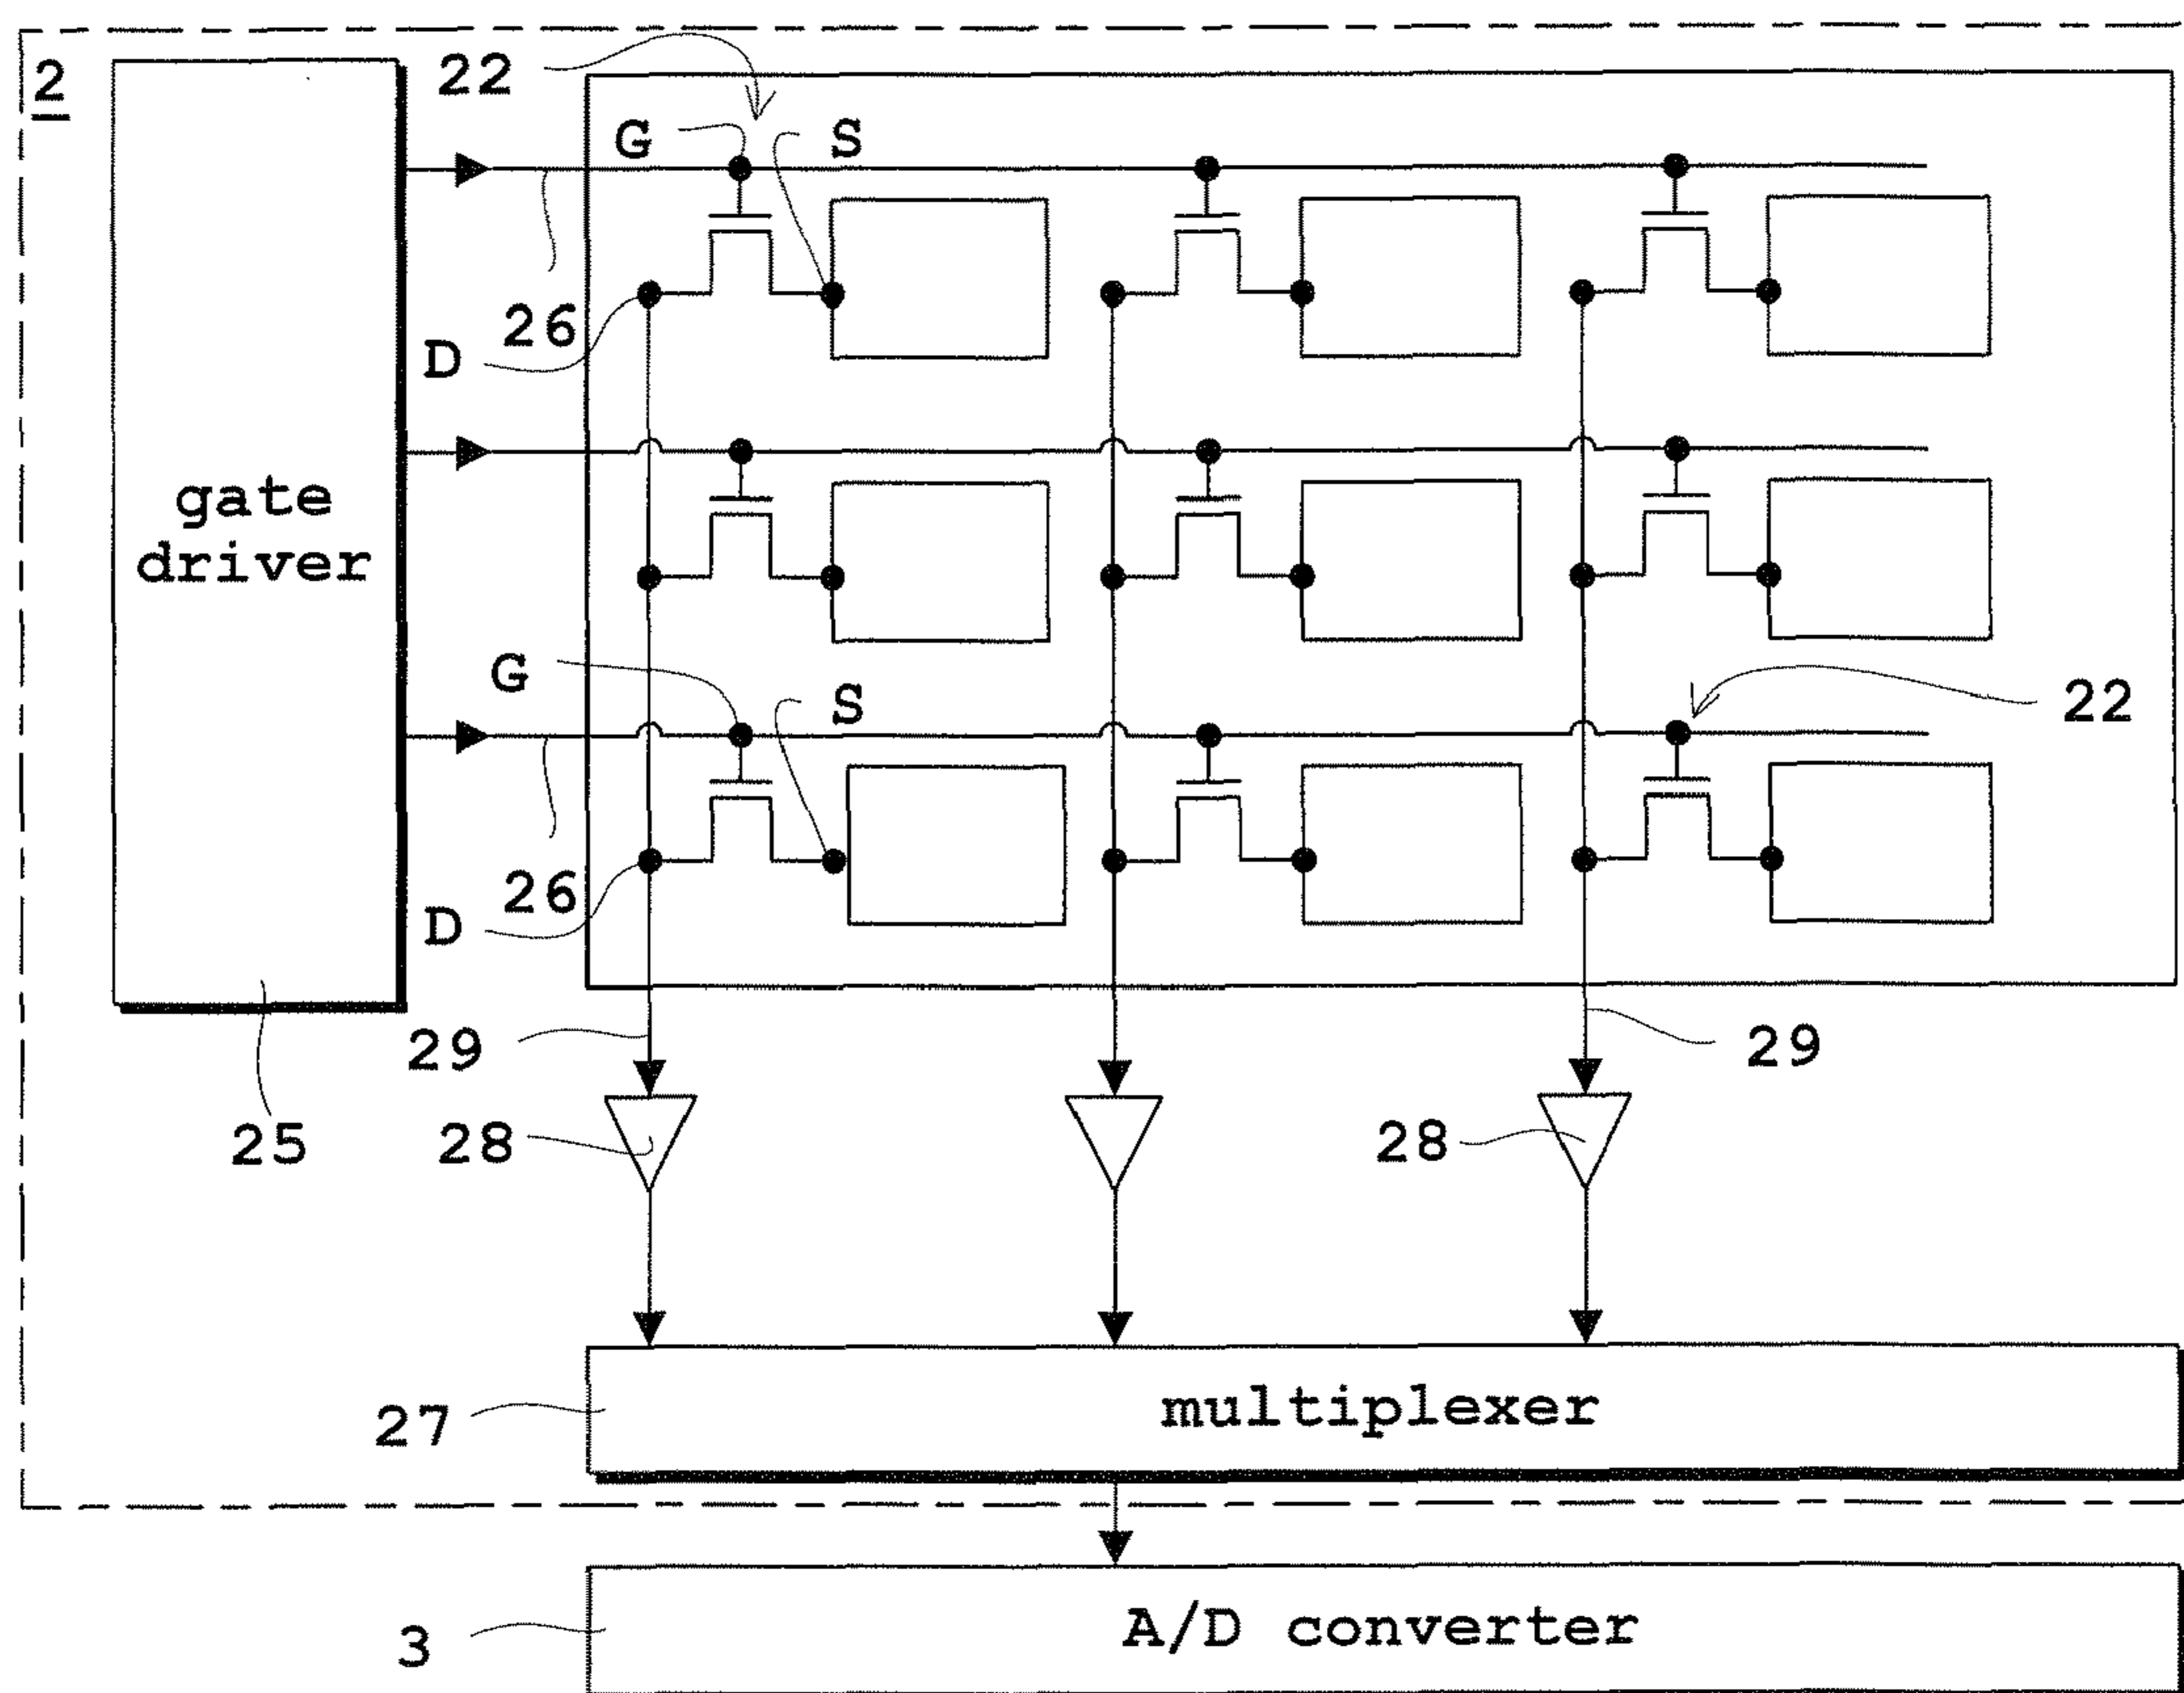 2
22
G
S
26
D
gate
driver
G
S
22
26
D
29
29
25
28
28
27
multiplexer
3
A/D converter